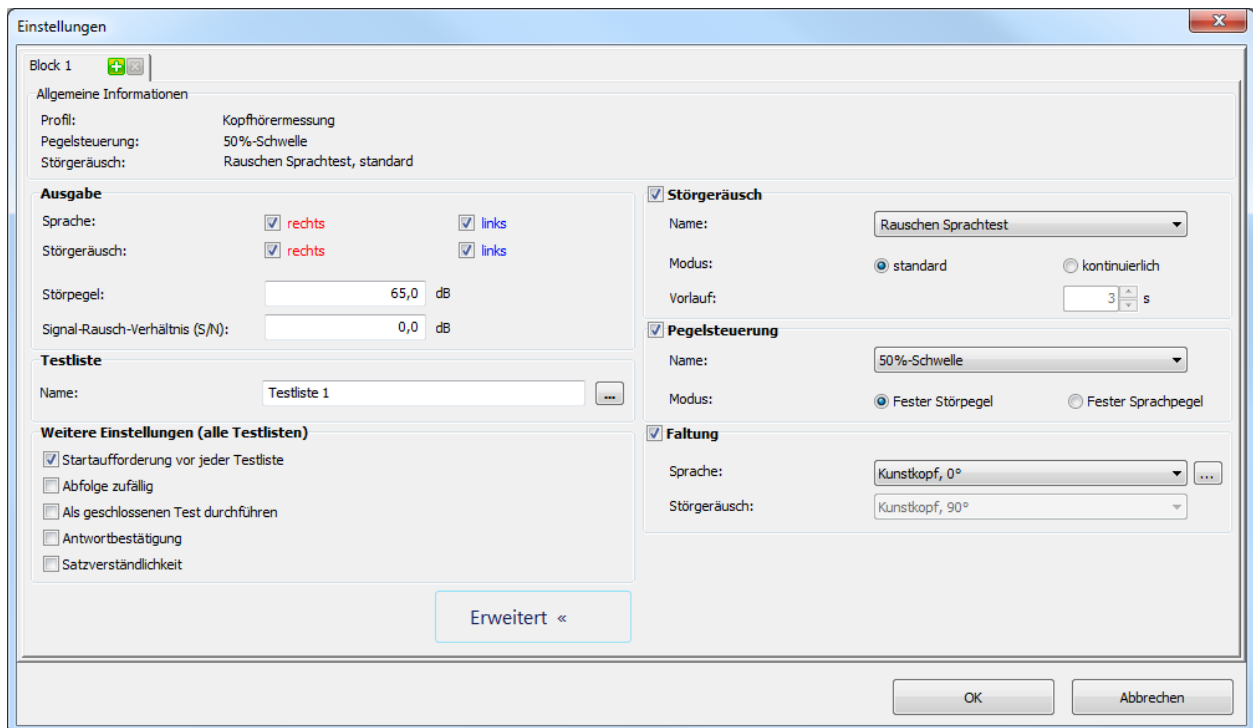 Einstellungen
Block 1
Allgemeine Informationen
Profil: Kopfhörermessung
Pegelsteuerung: 50%-Schwelle
Störgeräusch: Rauschen Sprachtest, standard
Ausgabe
Sprache: rechts links
Störgeräusch: rechts links
Störpegel: 65,0 dB
Signal-Rausch-Verhältnis (S/N): 0,0 dB
Testliste
Name: Testliste 1 ...
Weitere Einstellungen (alle Testlisten)
Startaufforderung vor jeder Testliste
Abfolge zufällig
Als geschlossenen Test durchführen
Antwortbestätigung
Satzverständlichkeit
Erweitert «
Störgeräusch
Name: Rauschen Sprachtest
Modus: standard kontinuierlich
Vorlauf: 3 s
Pegelsteuerung
Name: 50%-Schwelle
Modus: Fester Störpegel Fester Sprachpegel
Faltung
Sprache: Kunstkopf, 0° ...
Störgeräusch: Kunstkopf, 90°
OK Abbrechen